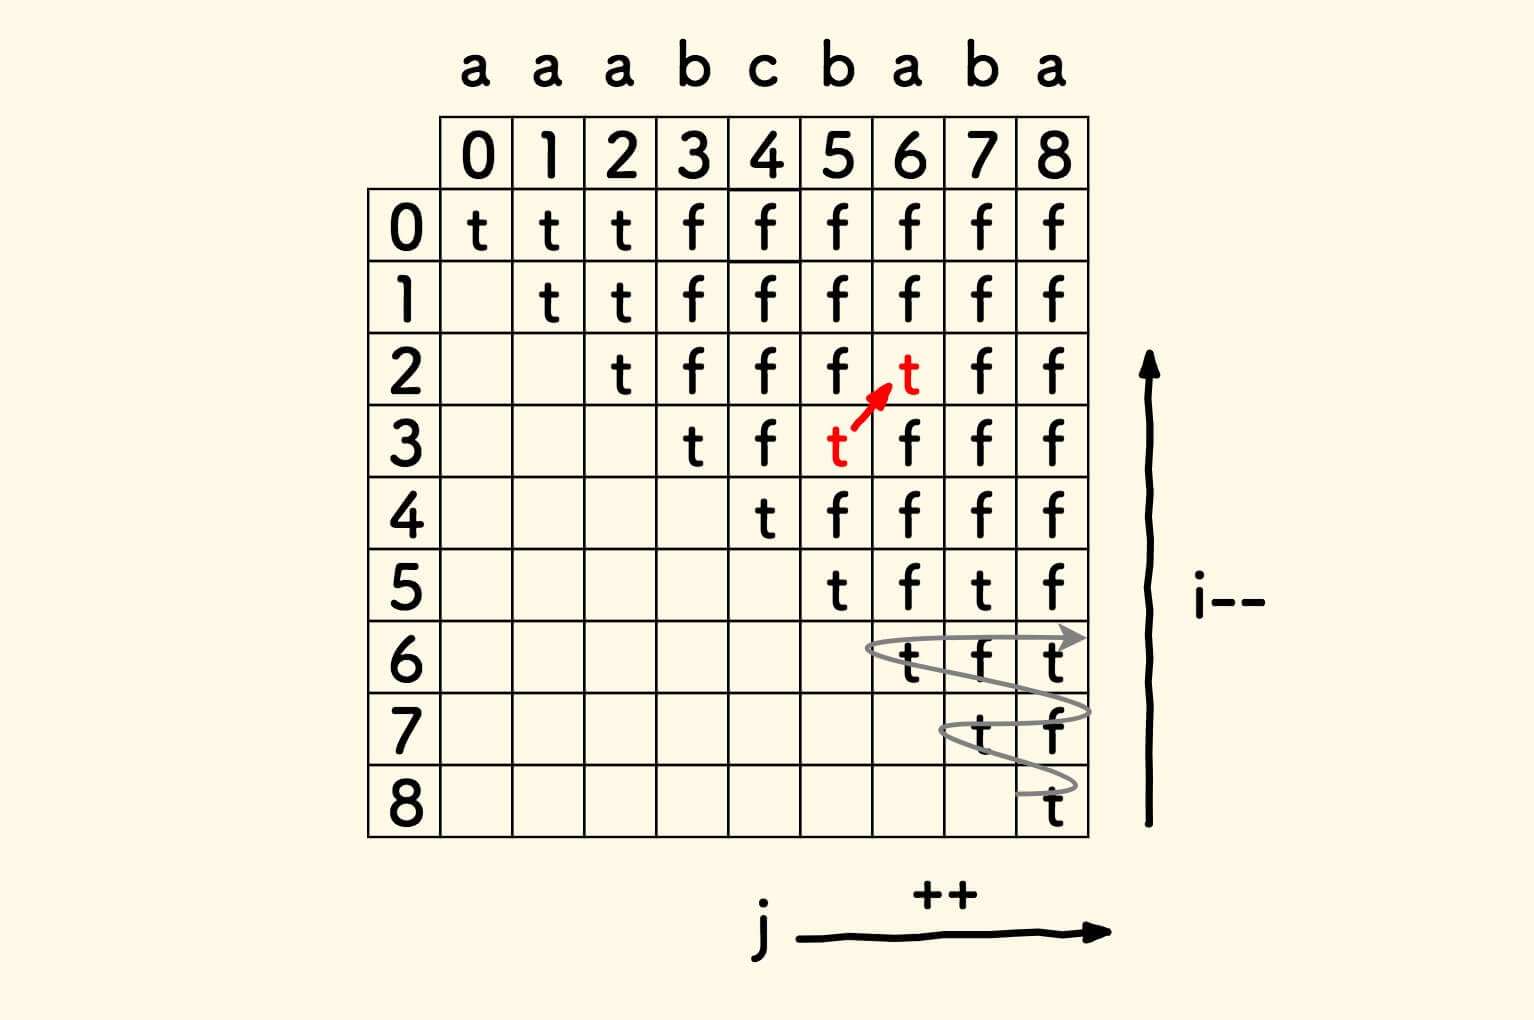 a a a b c b a b a
0 1 2 3 4 5 6 7 8
0 t t t f f f f f f
1 t t f f f f f f
2 t f f f t f f
3 t f t f f f
4 t f f f f
5 t f t f
6 t f t
7 t f
8 t
i--
++
j